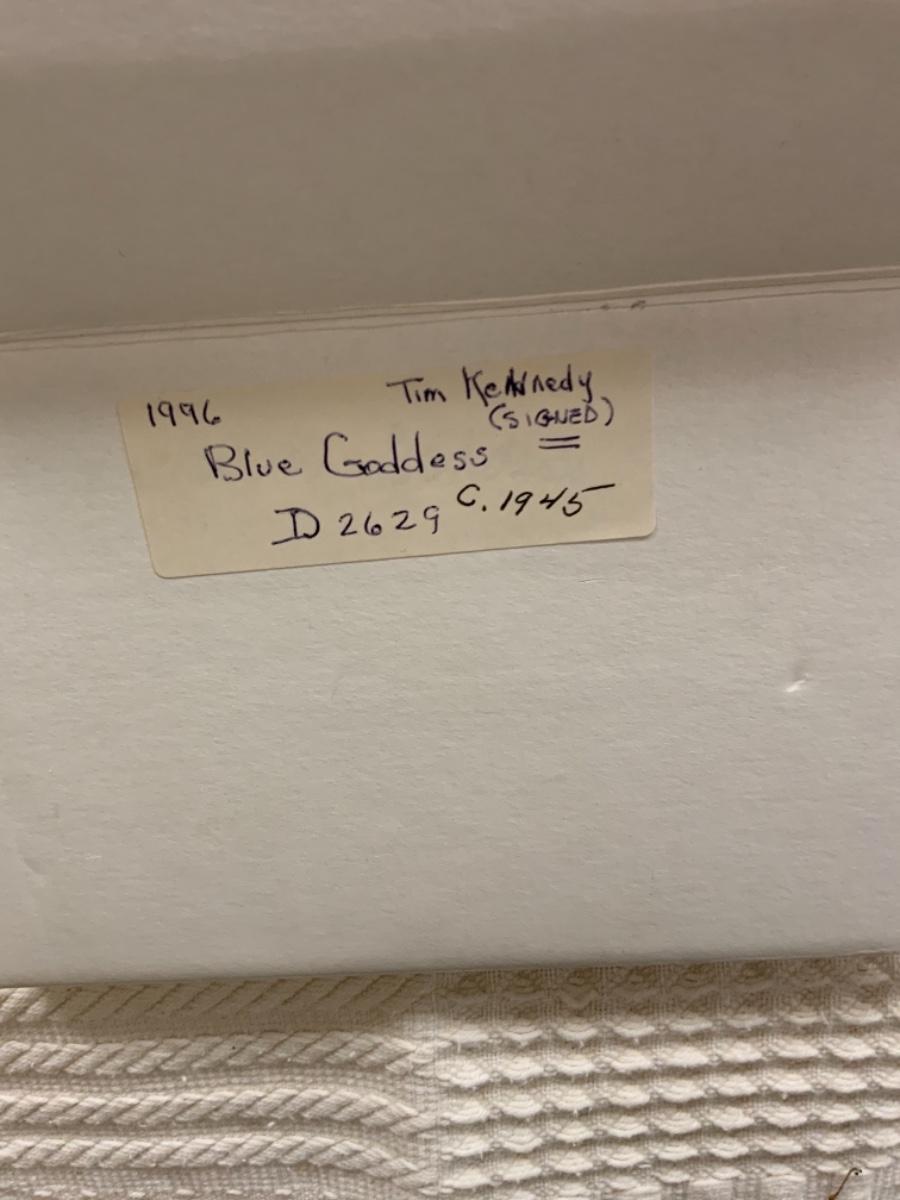 1996 Tim Kennedy
(SIGNED)
Blue Goddess
D 2629 C. 1945